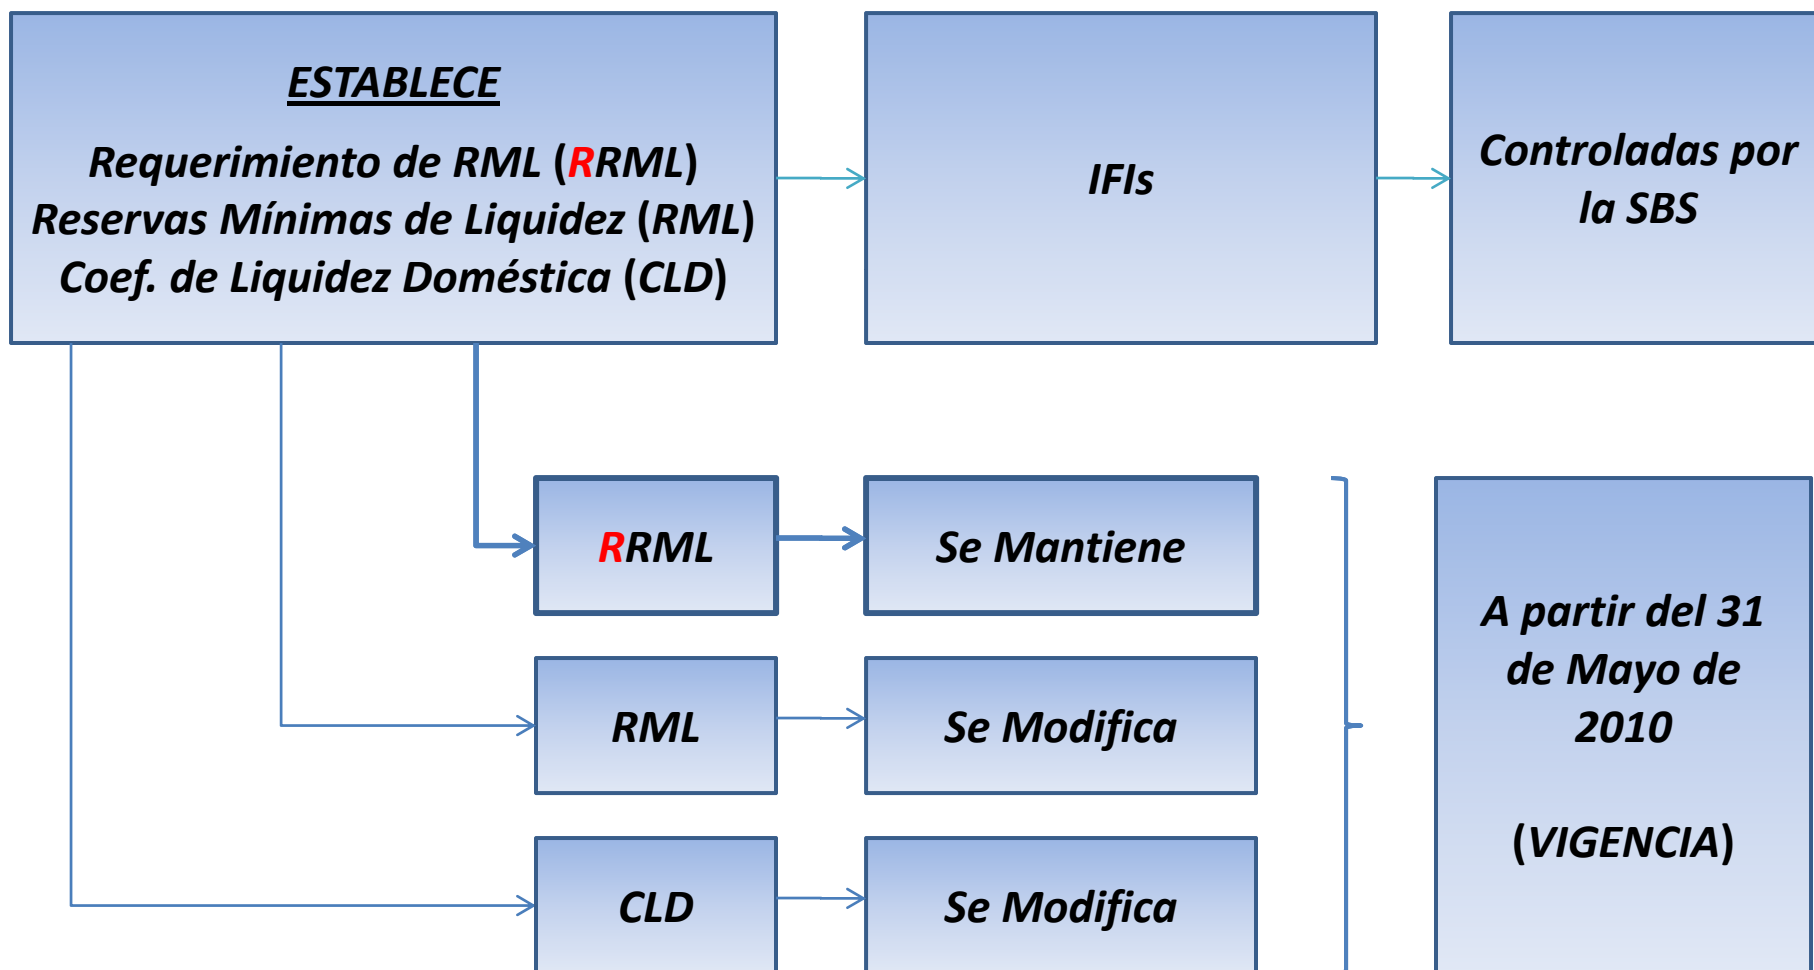 ESTABLECE
Requerimiento de RML (RRML)
Reservas Mínimas de Liquidez (RML)
Coef. de Liquidez Doméstica (CLD)
IFIs
Controladas por
la SBS
RRML
Se Mantiene
RML
Se Modifica
CLD
Se Modifica
A partir del 31
de Mayo de
2010
(VIGENCIA)